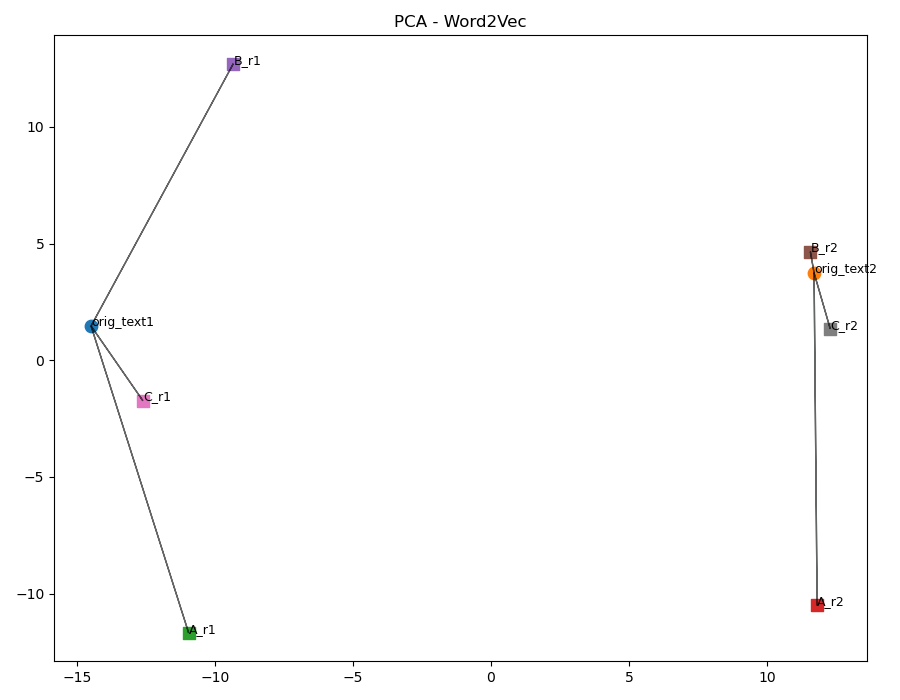 PCA - Word2Vec
B_r1
10
5
B_r2
orig_text2
orig_text1
C_r2
0
C_r1
−5
−10
A_r2
A_r1
−15
−10
−5
0
5
10